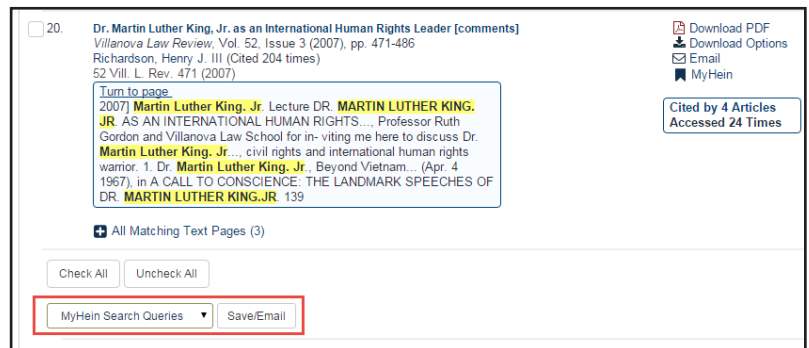 20. Dr. Martin Luther King, Jr. as an International Human Rights Leader [comments]
Villanova Law Review, Vol. 52, Issue 3 (2007), pp. 471-486
Richardson, Henry J. III (Cited 204 times)
52 Vill. L. Rev. 471 (2007)
Turn to page
2007] Martin Luther King. Jr. Lecture DR. MARTIN LUTHER KING.
JR. AS AN INTERNATIONAL HUMAN RIGHTS..., Professor Ruth
Gordon and Villanova Law School for in- viting me here to discuss Dr.
Martin Luther King. Jr...., civil rights and international human rights
warrior. 1. Dr. Martin Luther King. Jr., Beyond Vietnam... (Apr. 4
1967), in A CALL TO CONSCIENCE: THE LANDMARK SPEECHES OF
DR. MARTIN LUTHER KING.JR. 139
All Matching Text Pages (3)
Download PDF
Download Options
Email
MyHein
Cited by 4 Articles
Accessed 24 Times
Check All Uncheck All
MyHein Search Queries Save/Email